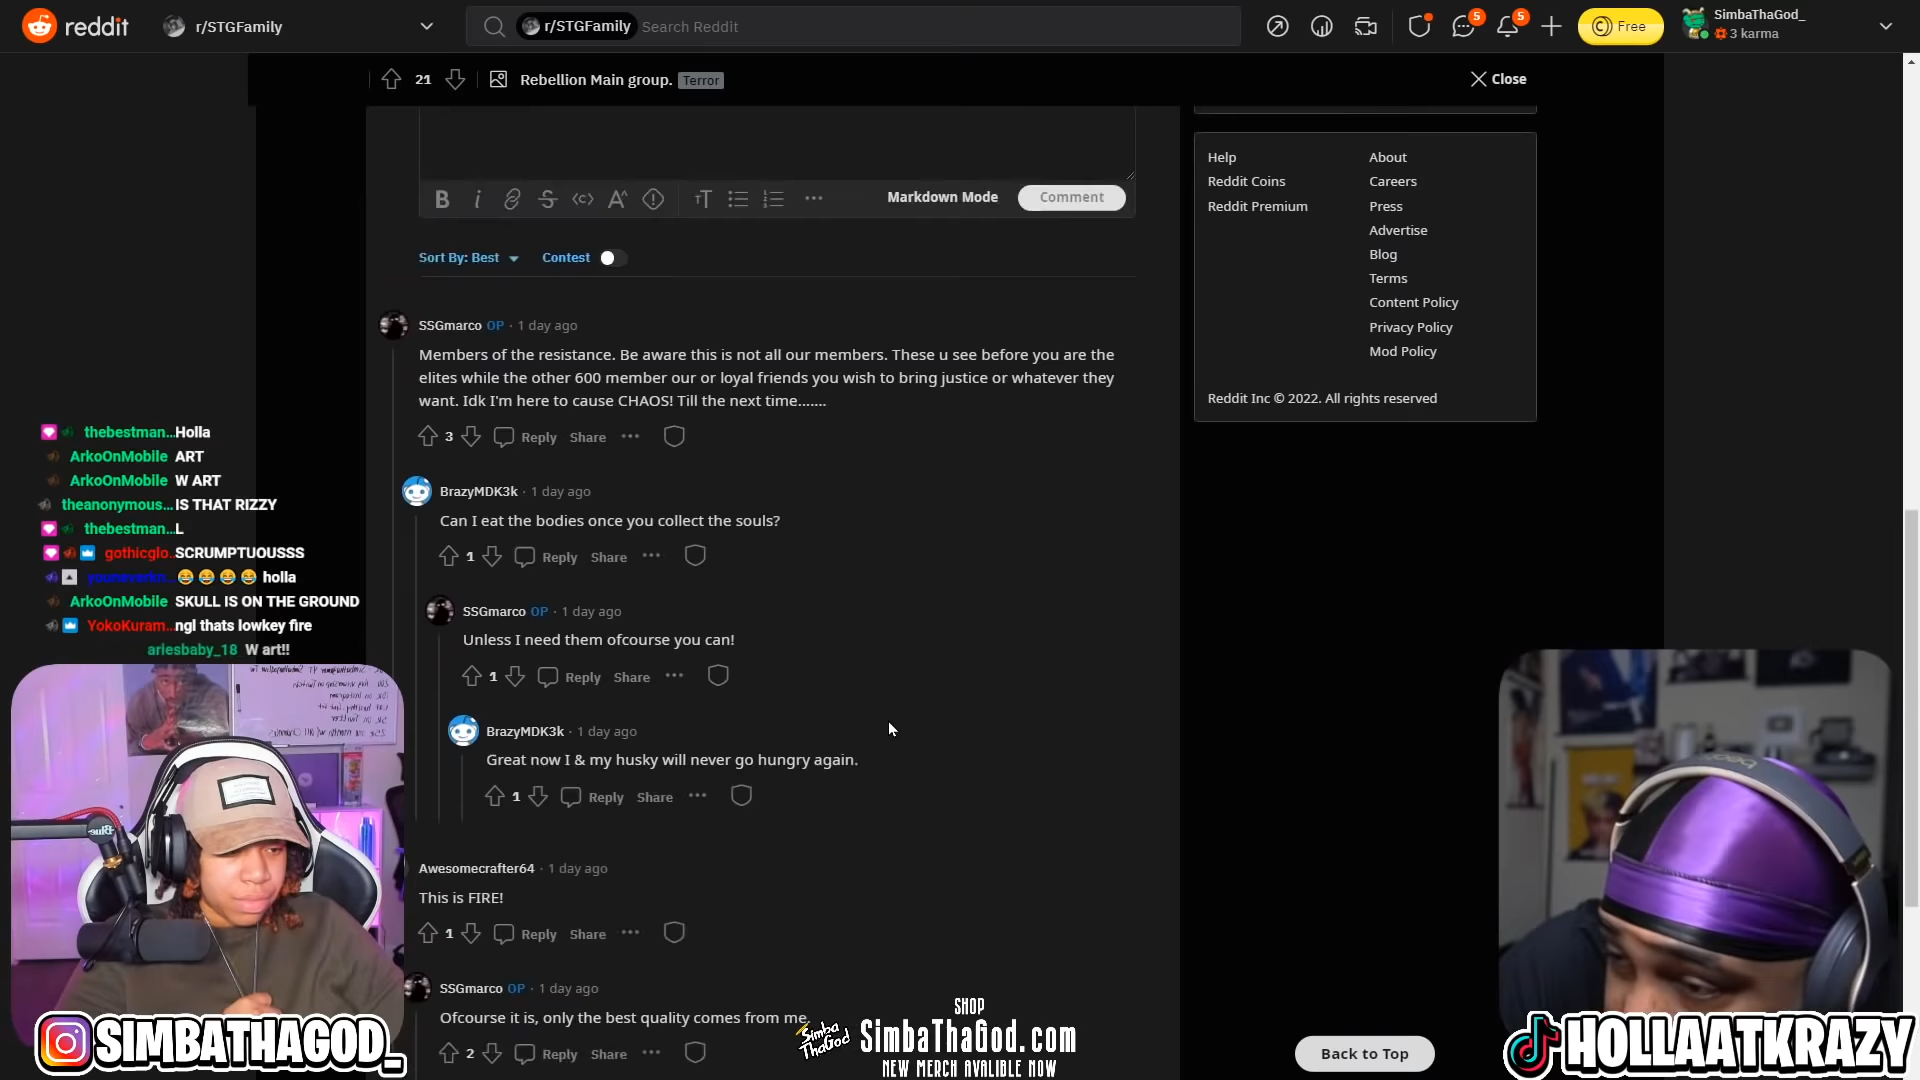 reddit
r/STGFamily
r/STGFamily
Search Reddit
5
5
Free
SimbaThaGod_
3 karma
21
Rebellion Main group.
Terror
Close
Markdown Mode
Comment
Sort By: Best
Contest
SSGmarco OP · 1 day ago
Members of the resistance. Be aware this is not all our members. These u see before you are the
elites while the other 600 member our or loyal friends you wish to bring justice or whatever they
want. Idk I'm here to cause CHAOS! Till the next time.......
3
Reply
Share
BrazyMDK3k · 1 day ago
Can I eat the bodies once you collect the souls?
1
Reply
Share
SSGmarco OP · 1 day ago
Unless I need them ofcourse you can!
1
Reply
Share
BrazyMDK3k · 1 day ago
Great now I & my husky will never go hungry again.
1
Reply
Share
Awesomecrafter64 · 1 day ago
This is FIRE!
1
Reply
Share
SSGmarco OP · 1 day ago
Ofcourse it is, only the best quality comes from me.
2
Reply
Share
Help
About
Reddit Coins
Careers
Reddit Premium
Press
Advertise
Blog
Terms
Content Policy
Privacy Policy
Mod Policy
Reddit Inc © 2022. All rights reserved
Back to Top
thebestman... Holla
ArkoOnMobile ART
ArkoOnMobile W ART
theanonymous... IS THAT RIZZY
thebestman... L
gothicglo... SCRUMPTUOUSSS
😂 😂 😂 😂 holla
ArkoOnMobile SKULL IS ON THE GROUND
YokoKuram... ngl thats lowkey fire
ariesbaby_18 W art!!
SIMBATHAGOD_
Simba ThaGod
SHOP
SimbaThaGod.com
NEW MERCH AVALIBLE NOW
HOLLAATKRAZY